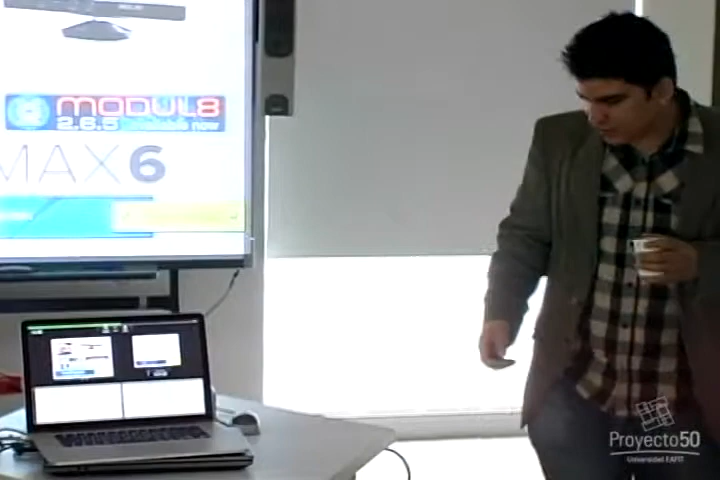 MODUL8
2.6.5
MAX 6
Proyecto50
Universidad EAFIT